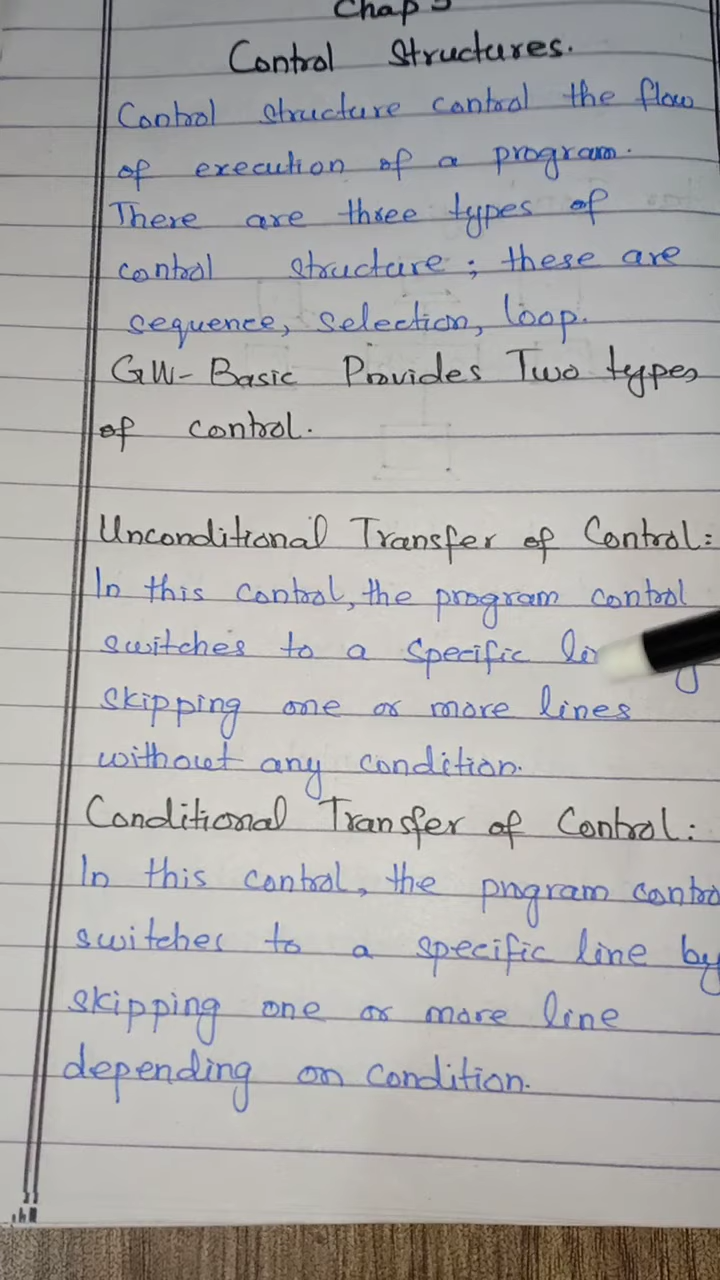 Chap
Control Structures.
Control structure control the flow
of execution of a program.
There are three types of
control structure; these are
sequence, selection, loop.
GW-Basic Provides Two types
of control.
Unconditional Transfer of Control:
In this control, the program control
switches to a specific
skipping one or more lines
without any condition.
Conditional Transfer of Control:
In this control, the program contro
switches to a specific line by
skipping one or more line
depending on condition.